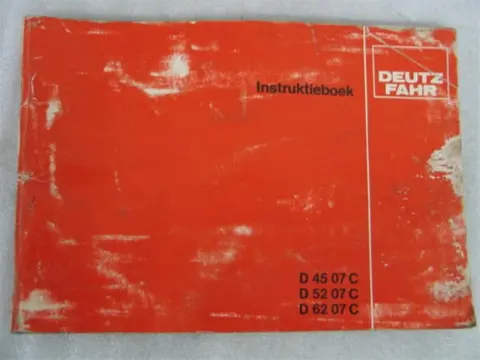 Instruktieboek
DEUTZ-
FAHR
D 45 07 C
D 52 07 C
D 62 07 C